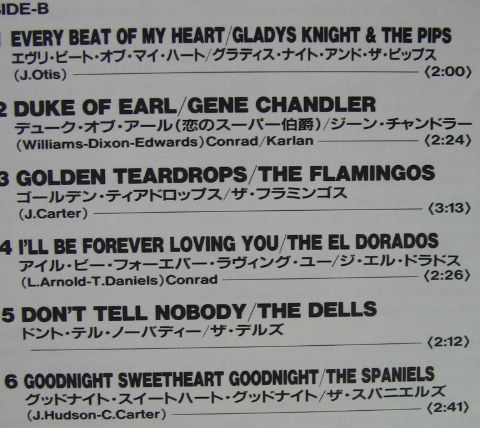 SIDE-B
1 EVERY BEAT OF MY HEART/GLADYS KNIGHT & THE PIPS
エヴリ・ビート・オブ・マイ・ハート/グラディス・ナイト・アンド・ザ・ピップス
(J.Otis) 〈2:00〉
2 DUKE OF EARL/GENE CHANDLER
デューク・オブ・アール(恋のスーパー伯爵)/ジーン・チャンドラー
(Williams-Dixon-Edwards)Conrad/Karlan 〈2:24〉
3 GOLDEN TEARDROPS/THE FLAMINGOS
ゴールデン・ティアドロップス/ザ・フラミンゴス
(J.Carter) 〈3:13〉
4 I'LL BE FOREVER LOVING YOU/THE EL DORADOS
アイル・ビー・フォーエバー・ラヴィング・ユー/ジ・エル・ドラドス
(L.Arnold-T.Daniels)Conrad 〈2:26〉
5 DON'T TELL NOBODY/THE DELLS
ドント・テル・ノーバディー/ザ・デルズ
〈2:12〉
6 GOODNIGHT SWEETHEART GOODNIGHT/THE SPANIELS
グッドナイト・スイートハート・グッドナイト/ザ・スパニエルズ
(J.Hudson-C.Carter) 〈2:41〉